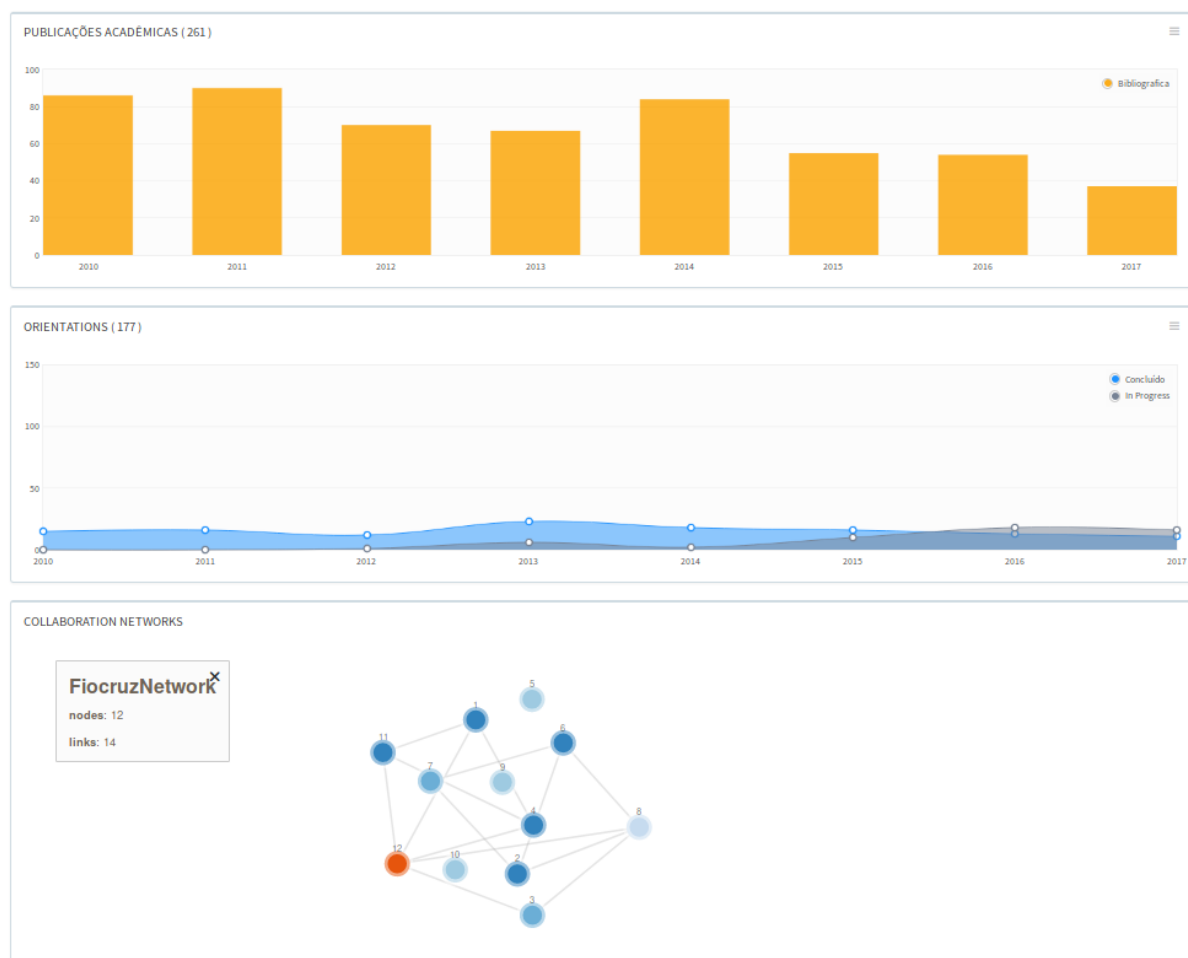 PUBLICAÇÕES ACADÊMICAS ( 261 )
100
80
60
40
20
0
Bibliografica
2010 2011 2012 2013 2014 2015 2016 2017
ORIENTATIONS ( 177 )
150
100
50
0
Concluído
In Progress
2010 2011 2012 2013 2014 2015 2016 2017
COLLABORATION NETWORKS
FiocruzNetwork
nodes: 12
links: 14
5
1
6
11
7
9
4
8
12
10
2
3